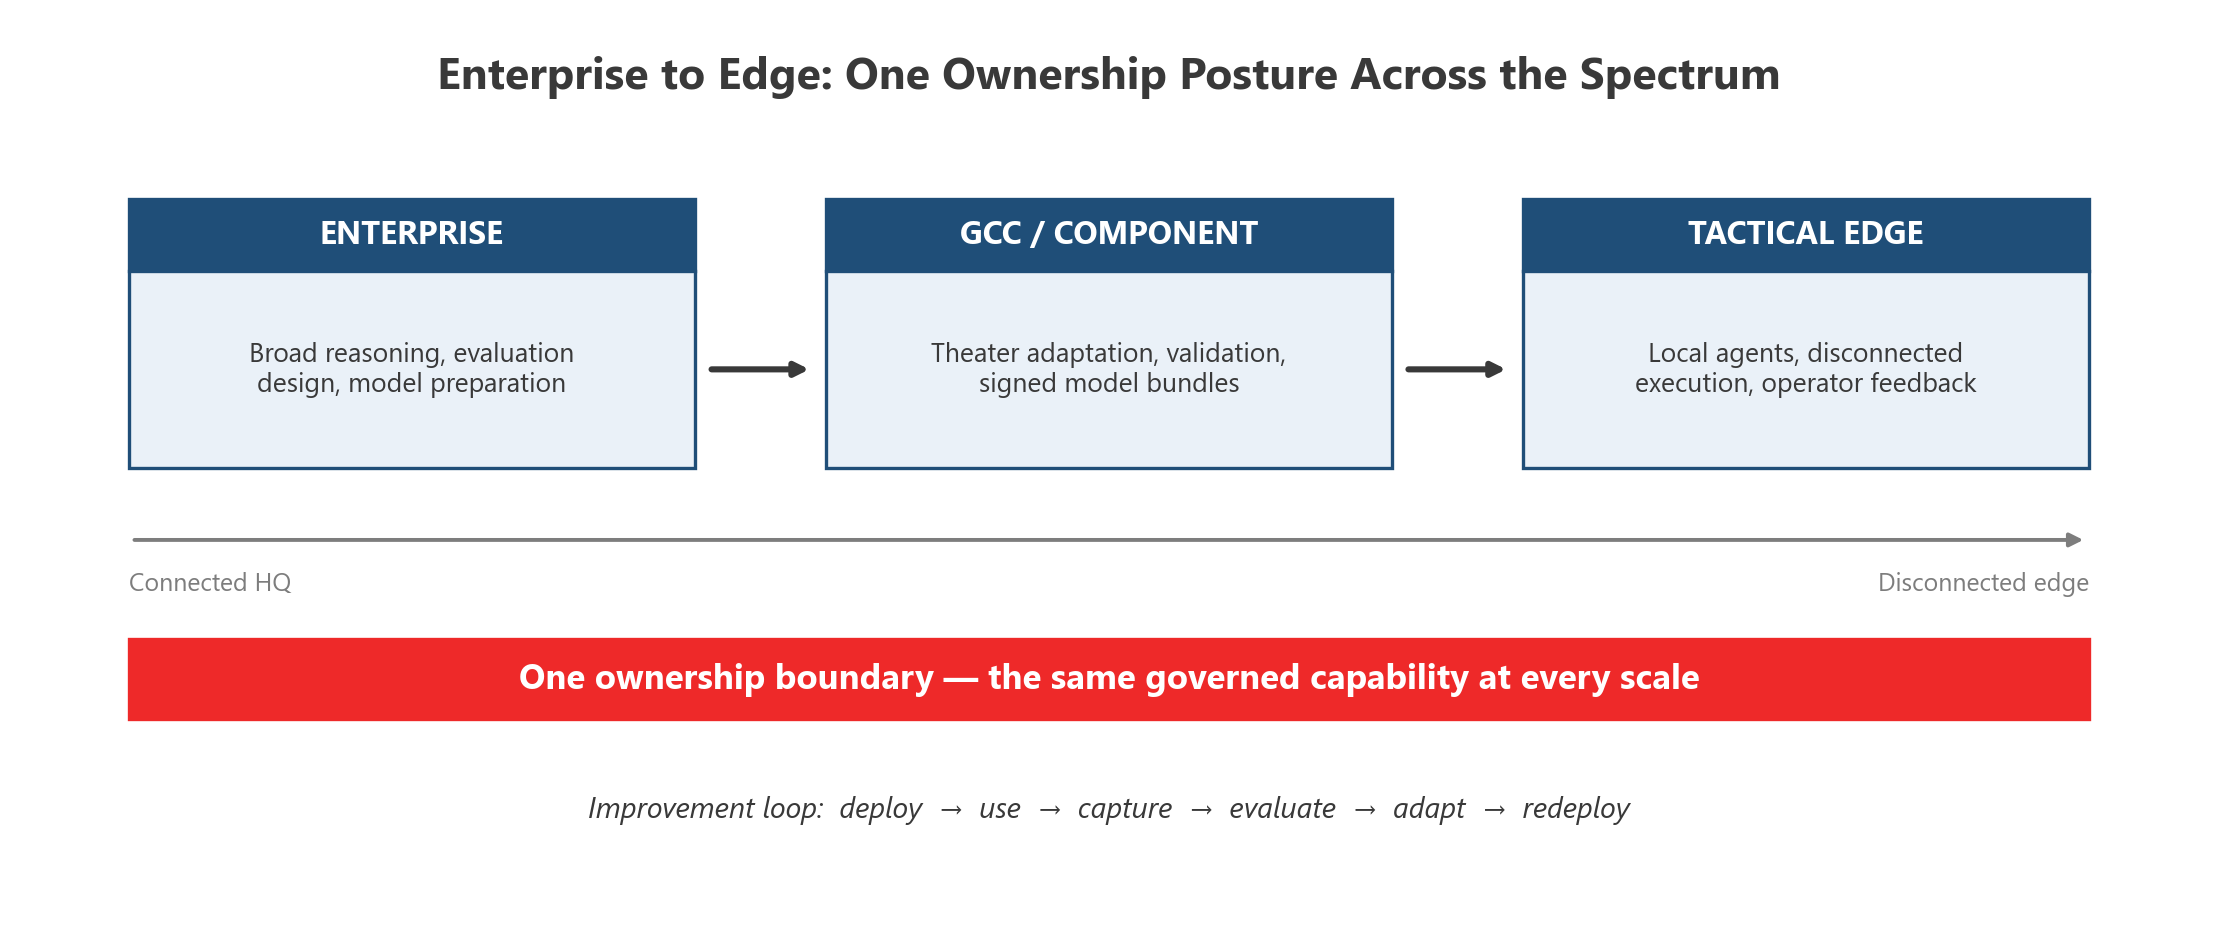 Enterprise to Edge: One Ownership Posture Across the Spectrum
ENTERPRISE
Broad reasoning, evaluation
design, model preparation
GCC / COMPONENT
Theater adaptation, validation,
signed model bundles
TACTICAL EDGE
Local agents, disconnected
execution, operator feedback
Connected HQ
Disconnected edge
One ownership boundary — the same governed capability at every scale
Improvement loop: deploy → use → capture → evaluate → adapt → redeploy